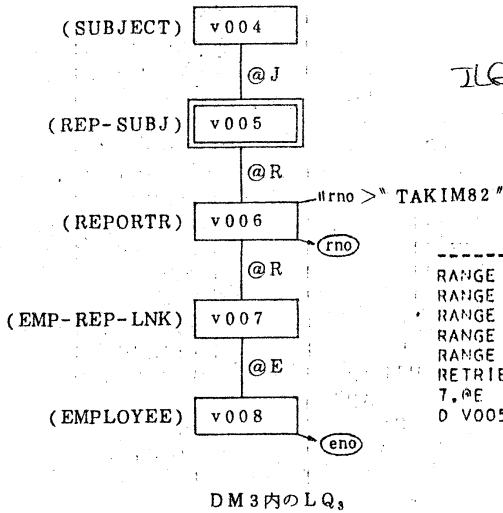 (SUBJECT) v004
@J
(REP-SUBJ) v005
@R
#rno >" TAKIM82 "
(REPORTR) v006
rno
@R
(EMP-REP-LNK) v007
@E
(EMPLOYEE) v008
eno
DM3内のLQ₃
RANGE
RANGE
RANGE
RANGE
RANGE
RETRIE
7.@E
D V005